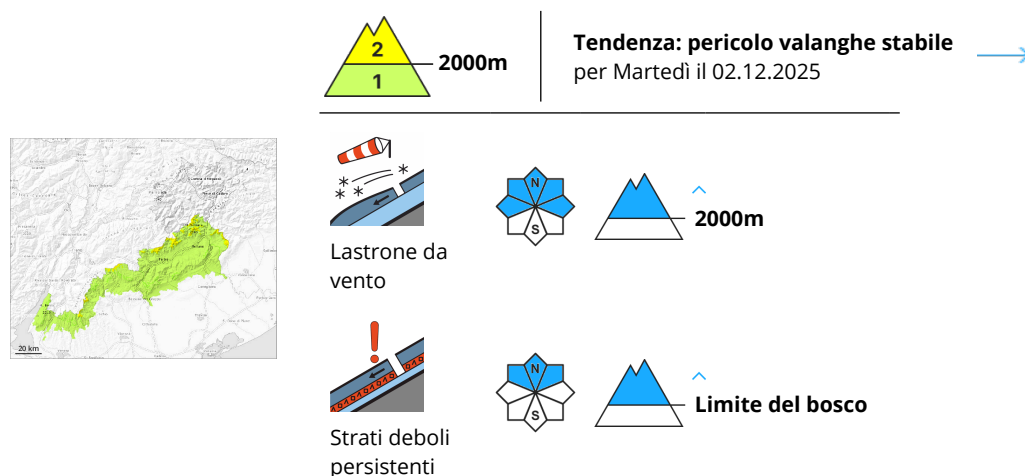 2
1
2000m
Tendenza: pericolo valanghe stabile
per Martedì il 02.12.2025
20 km
N
S
2000m
Lastrone da
vento
N
S
Limite del bosco
Strati deboli
persistenti